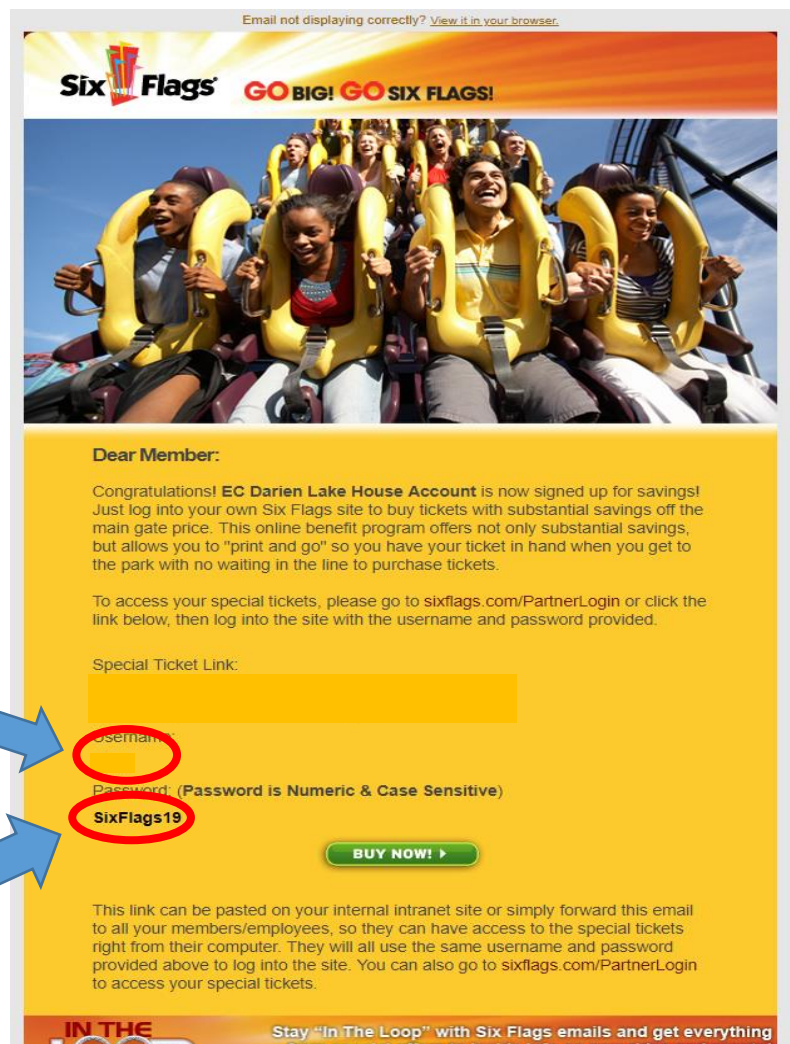 Email not displaying correctly? View it in your browser.
Six Flags
GO BIG! GO SIX FLAGS!
Dear Member:
Congratulations! EC Darien Lake House Account is now signed up for savings!
Just log into your own Six Flags site to buy tickets with substantial savings off the
main gate price. This online benefit program offers not only substantial savings,
but allows you to "print and go" so you have your ticket in hand when you get to
the park with no waiting in the line to purchase tickets.
To access your special tickets, please go to sixflags.com/PartnerLogin or click the
link below, then log into the site with the username and password provided.
Special Ticket Link:
Username:
Password: (Password is Numeric & Case Sensitive)
SixFlags19
BUY NOW!
This link can be pasted on your internal intranet site or simply forward this email
to all your members/employees, so they can have access to the special tickets
right from their computer. They will all use the same username and password
provided above to log into the site. You can also go to sixflags.com/PartnerLogin
to access your special tickets.
IN THE
LOOP
Stay "In The Loop" with Six Flags emails and get everything